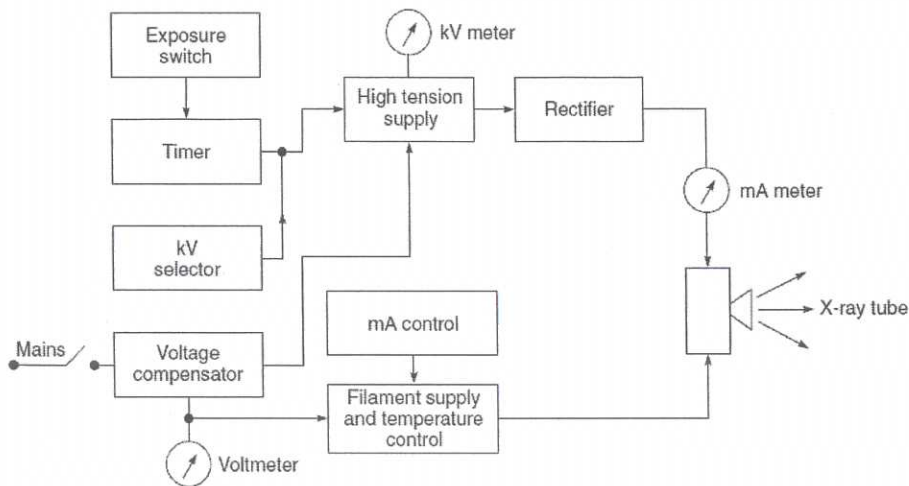 Exposure
switch
kV meter
High tension
supply
Rectifier
Timer
mA meter
kV
selector
X-ray tube
mA control
Mains
Voltage
compensator
Filament supply
and temperature
control
Voltmeter